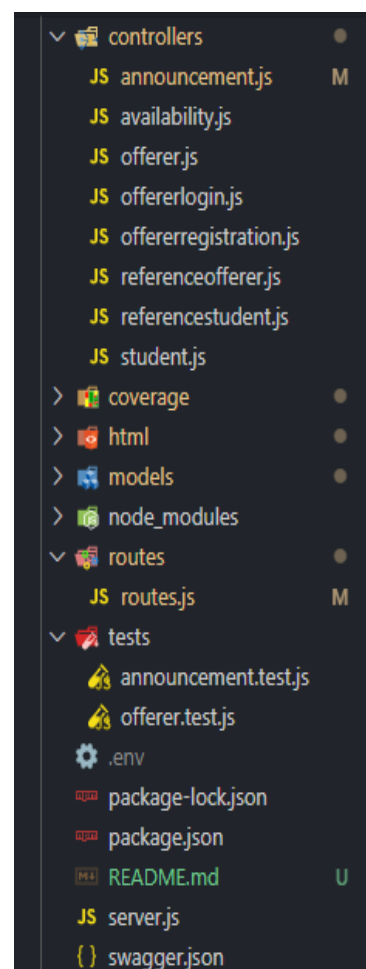 controllers
JS announcement.js M
JS availability.js
JS offerer.js
JS offererlogin.js
JS offererregistration.js
JS referenceofferer.js
JS referencestudent.js
JS student.js
coverage
html
models
node_modules
routes
JS routes.js M
tests
announcement.test.js
offerer.test.js
.env
package-lock.json
package.json
README.md U
JS server.js
{ } swagger.json